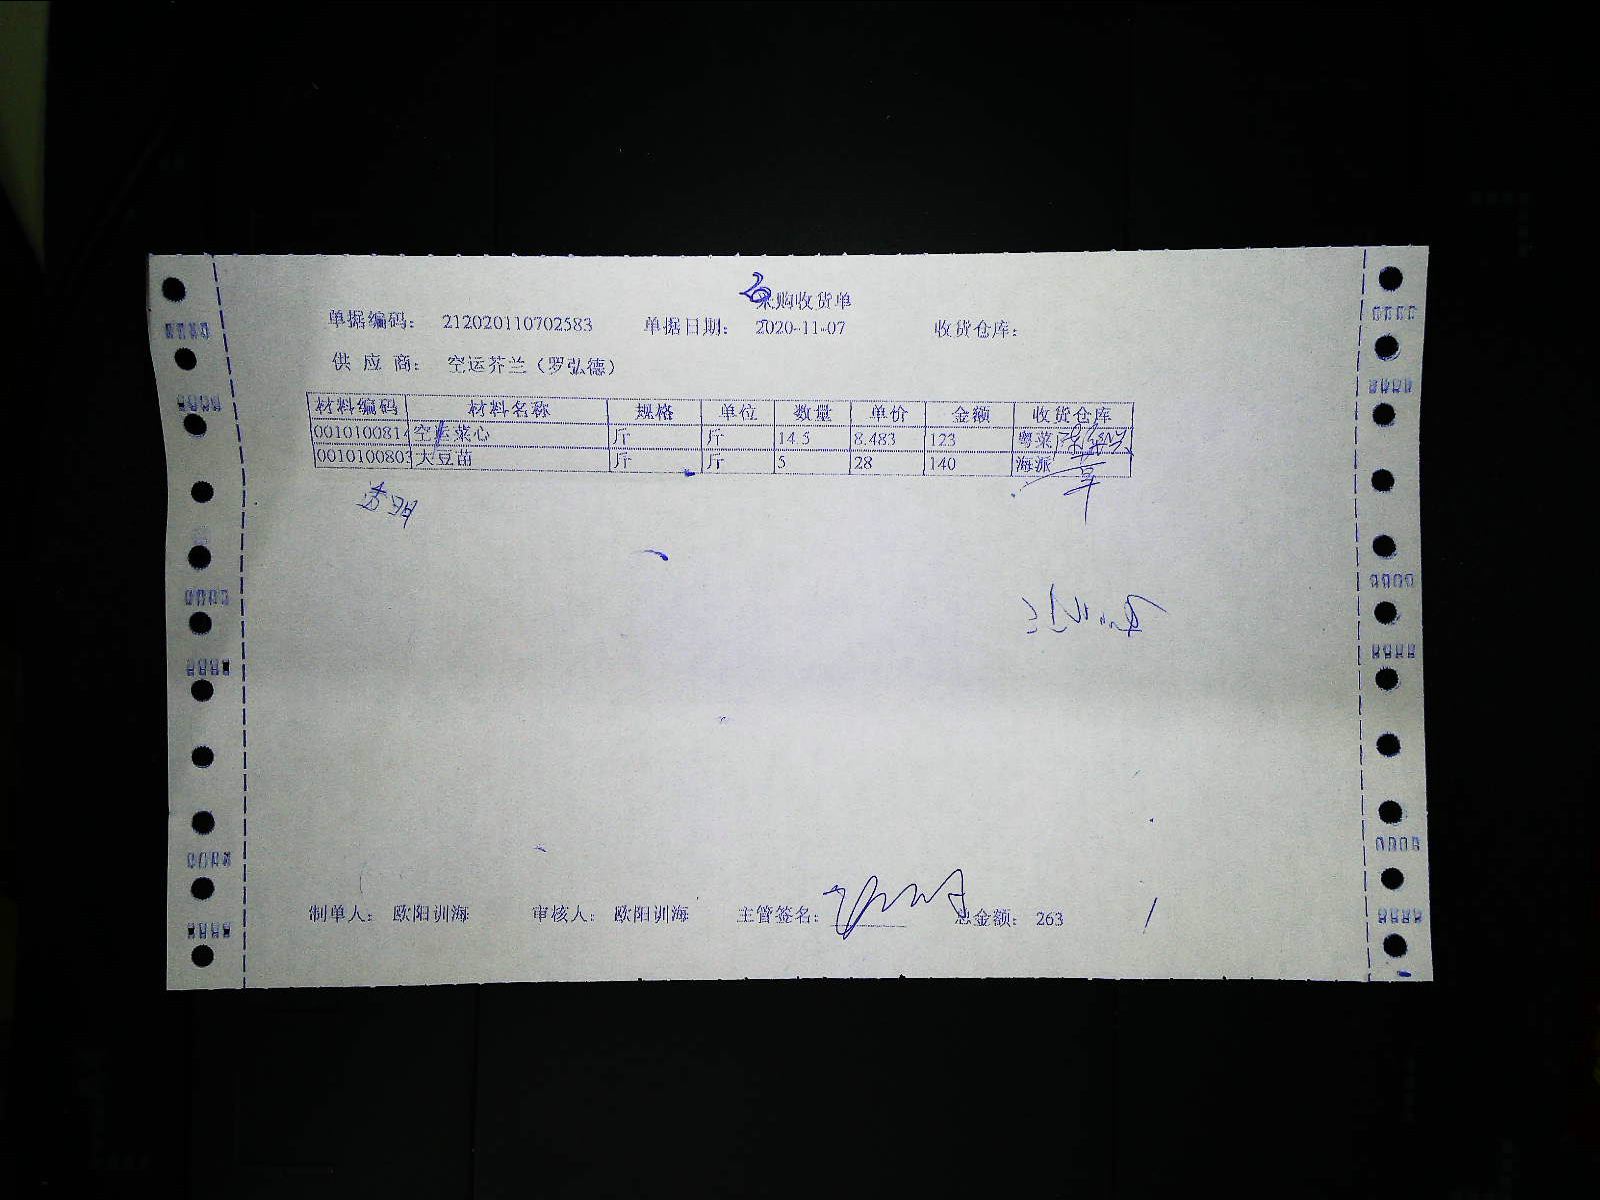 采购收货单
单据编码： 212020110702583 单据日期： 2020-11-07 收货仓库：
供 应 商： 空运芥兰（罗弘德）
材料编码 材料名称 规格 单位 数量 单价 金额 收货仓库
0010100814 空运菜心 斤 斤 14.5 8.483 123 粤菜
0010100803 大豆苗 斤 斤 5 28 140 海派
制单人： 欧阳训海 审核人： 欧阳训海 主管签名： 总金额： 263